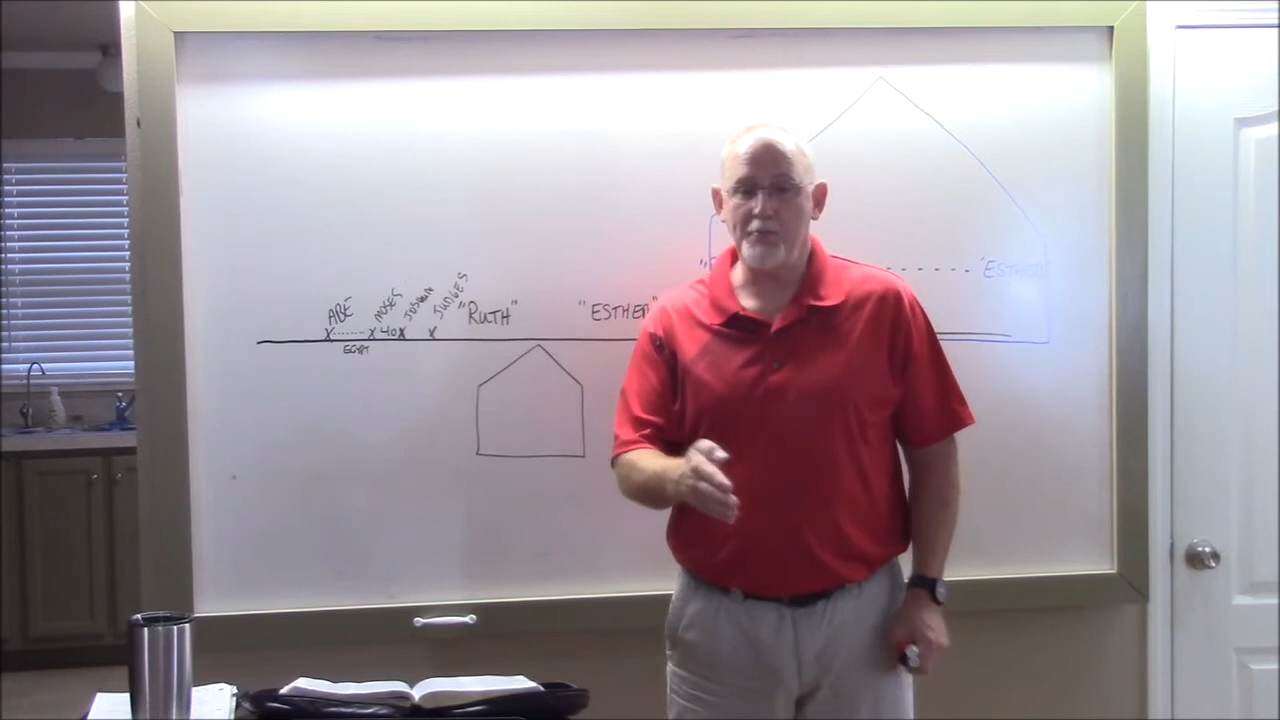 ABE
MOSES
JOSHUA
JUDGES
"RUTH"
"ESTHER"
X X 40 X X
EGYPT
"ESTHER"